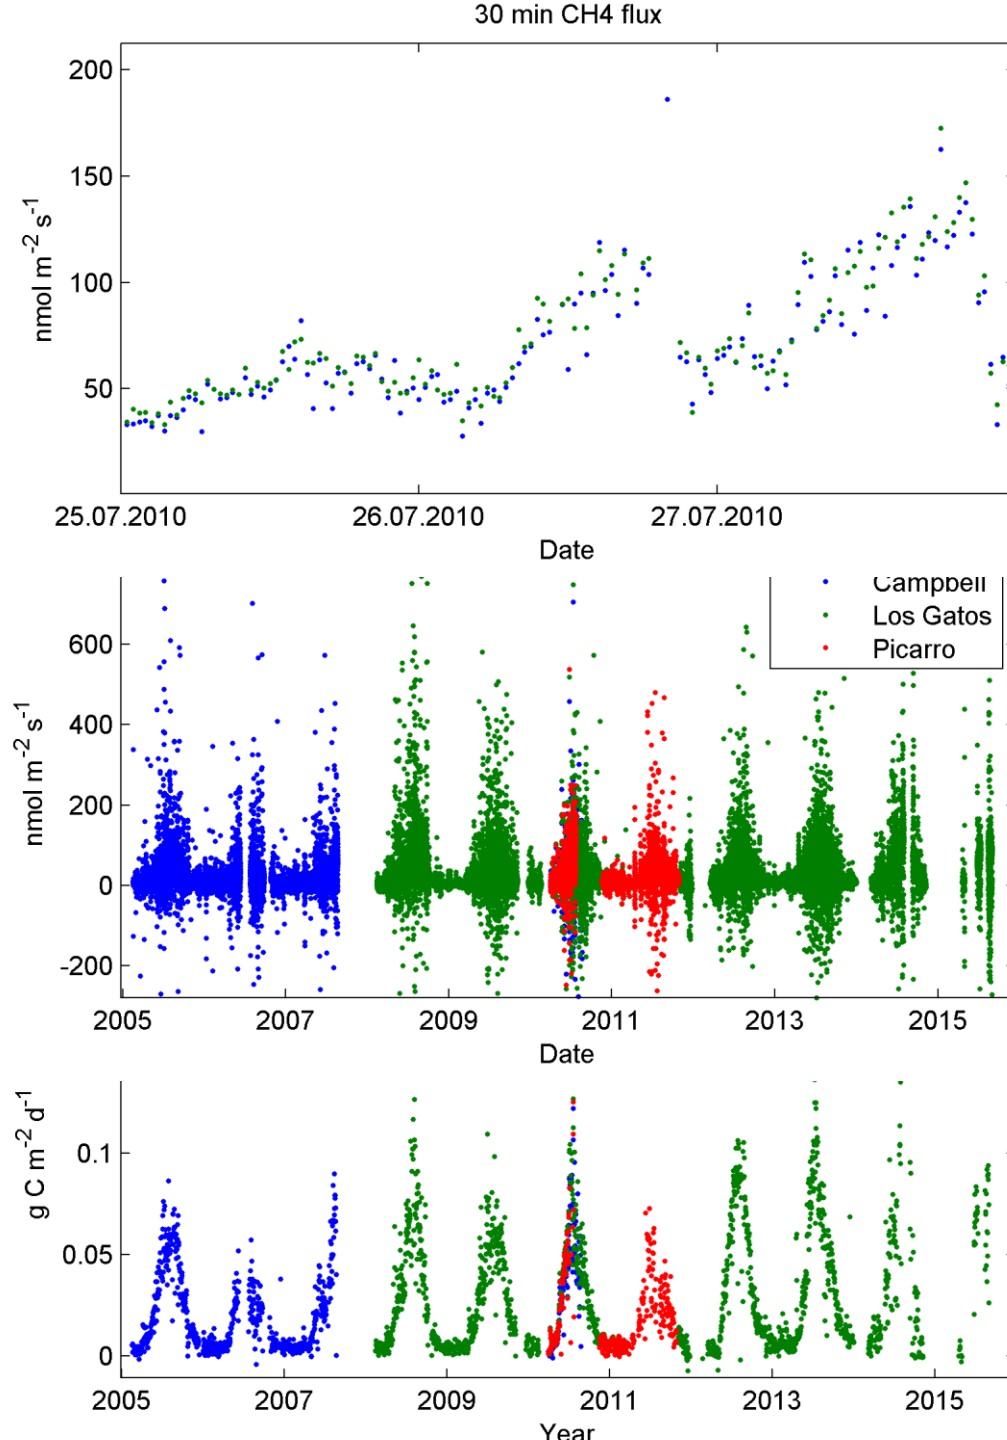 30 min CH4 flux
200
150
100
50
nmol m-2 s-1
25.07.2010 26.07.2010 27.07.2010
Date
Campbell
Los Gatos
Picarro
600
400
200
0
-200
nmol m-2 s-1
2005 2007 2009 2011 2013 2015
Date
0.1
0.05
0
g C m-2 d-1
2005 2007 2009 2011 2013 2015
Year